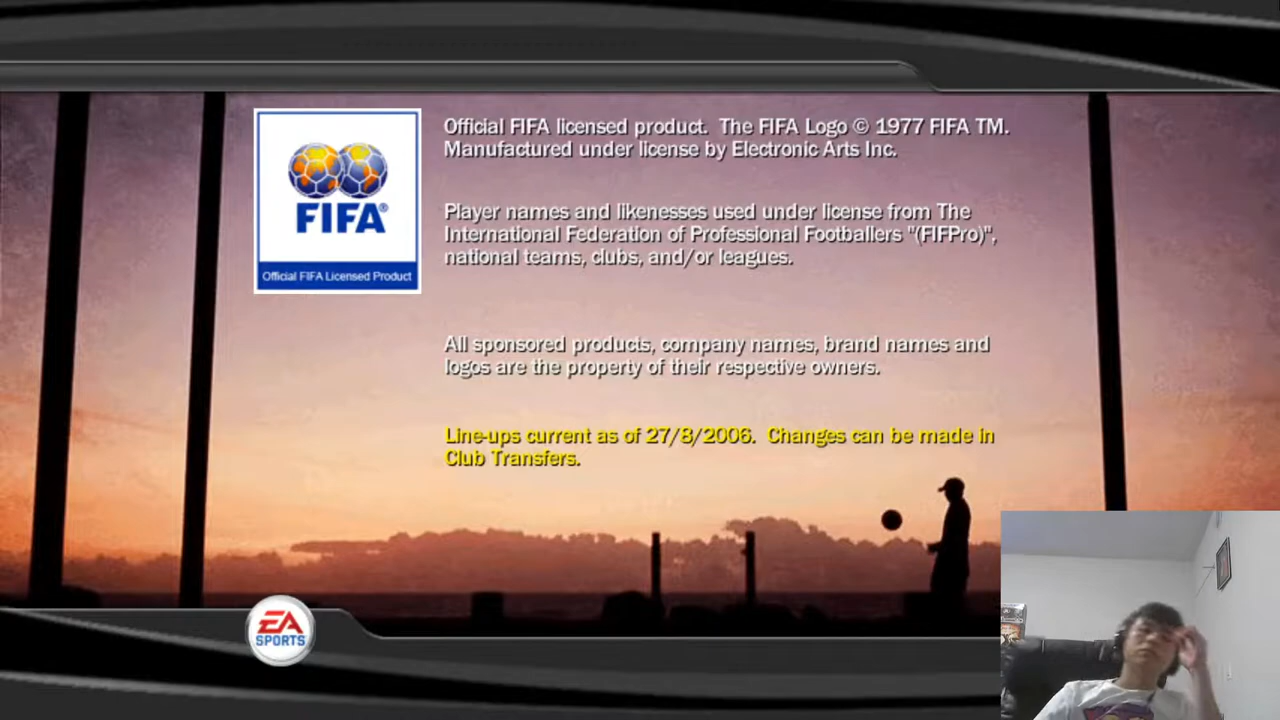 FIFA®
Official FIFA Licensed Product
Official FIFA licensed product. The FIFA Logo © 1977 FIFA TM.
Manufactured under license by Electronic Arts Inc.
Player names and likenesses used under license from The
International Federation of Professional Footballers "(FIFPro)",
national teams, clubs, and/or leagues.
All sponsored products, company names, brand names and
logos are the property of their respective owners.
Line-ups current as of 27/8/2006. Changes can be made in
Club Transfers.
EA
SPORTS